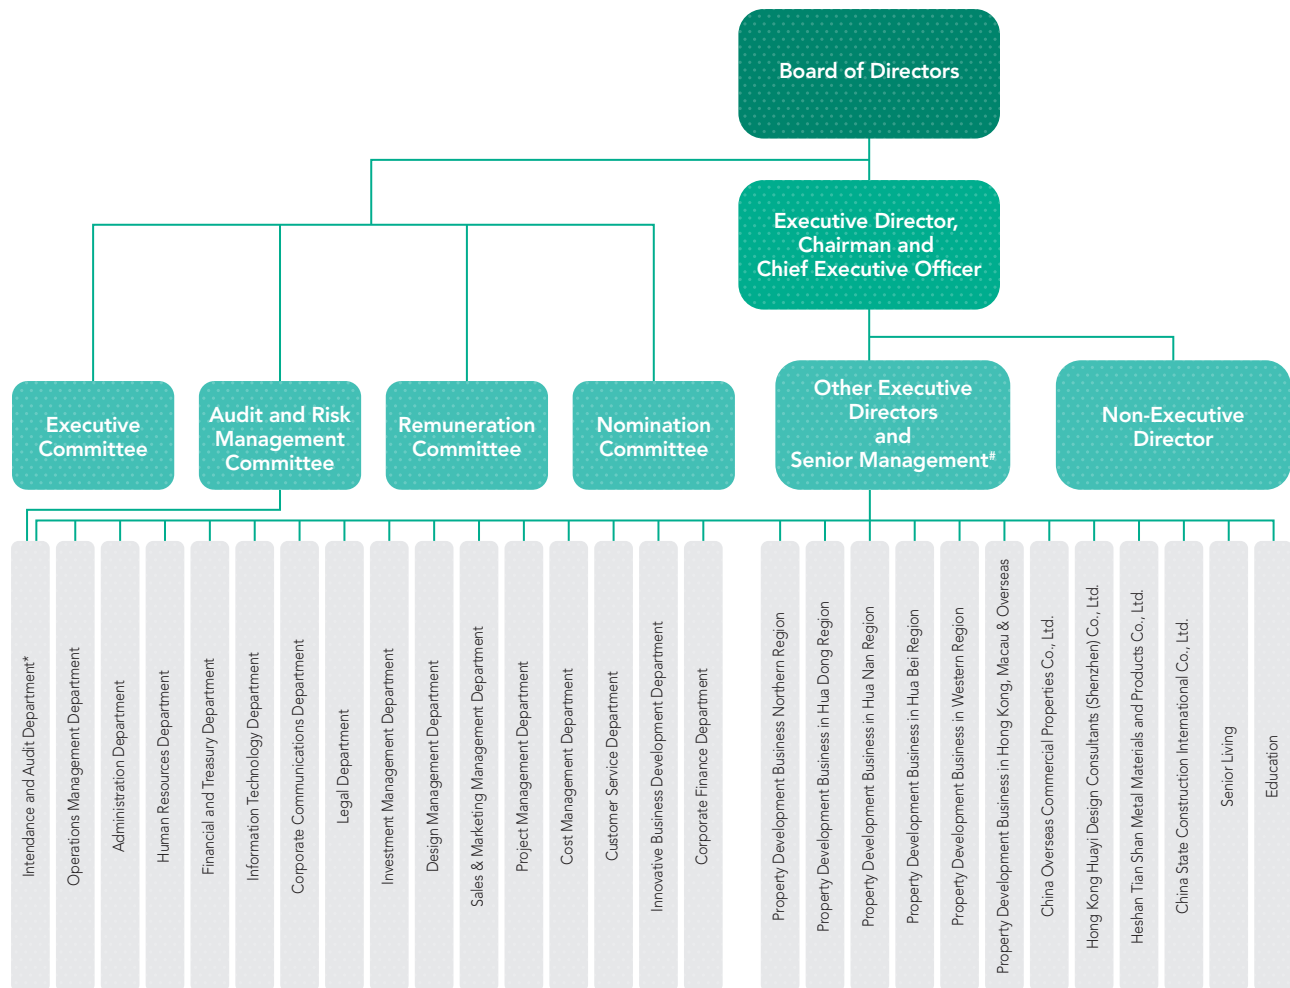 Board of Directors
Executive Director,
Chairman and
Chief Executive Officer
Executive
Committee
Audit and Risk
Management
Committee
Remuneration
Committee
Nomination
Committee
Other Executive
Directors
and
Senior Management#
Non-Executive
Director
Intendance and Audit Department*
Operations Management Department
Administration Department
Human Resources Department
Financial and Treasury Department
Information Technology Department
Corporate Communications Department
Legal Department
Investment Management Department
Design Management Department
Sales & Marketing Management Department
Project Management Department
Cost Management Department
Customer Service Department
Innovative Business Development Department
Corporate Finance Department
Property Development Business Northern Region
Property Development Business in Hua Dong Region
Property Development Business in Hua Nan Region
Property Development Business in Hua Bei Region
Property Development Business in Western Region
Property Development Business in Hong Kong, Macau & Overseas
China Overseas Commercial Properties Co., Ltd.
Hong Kong Huayi Design Consultants (Shenzhen) Co., Ltd.
Heshan Tian Shan Metal Materials and Products Co., Ltd.
China State Construction International Co., Ltd.
Senior Living
Education